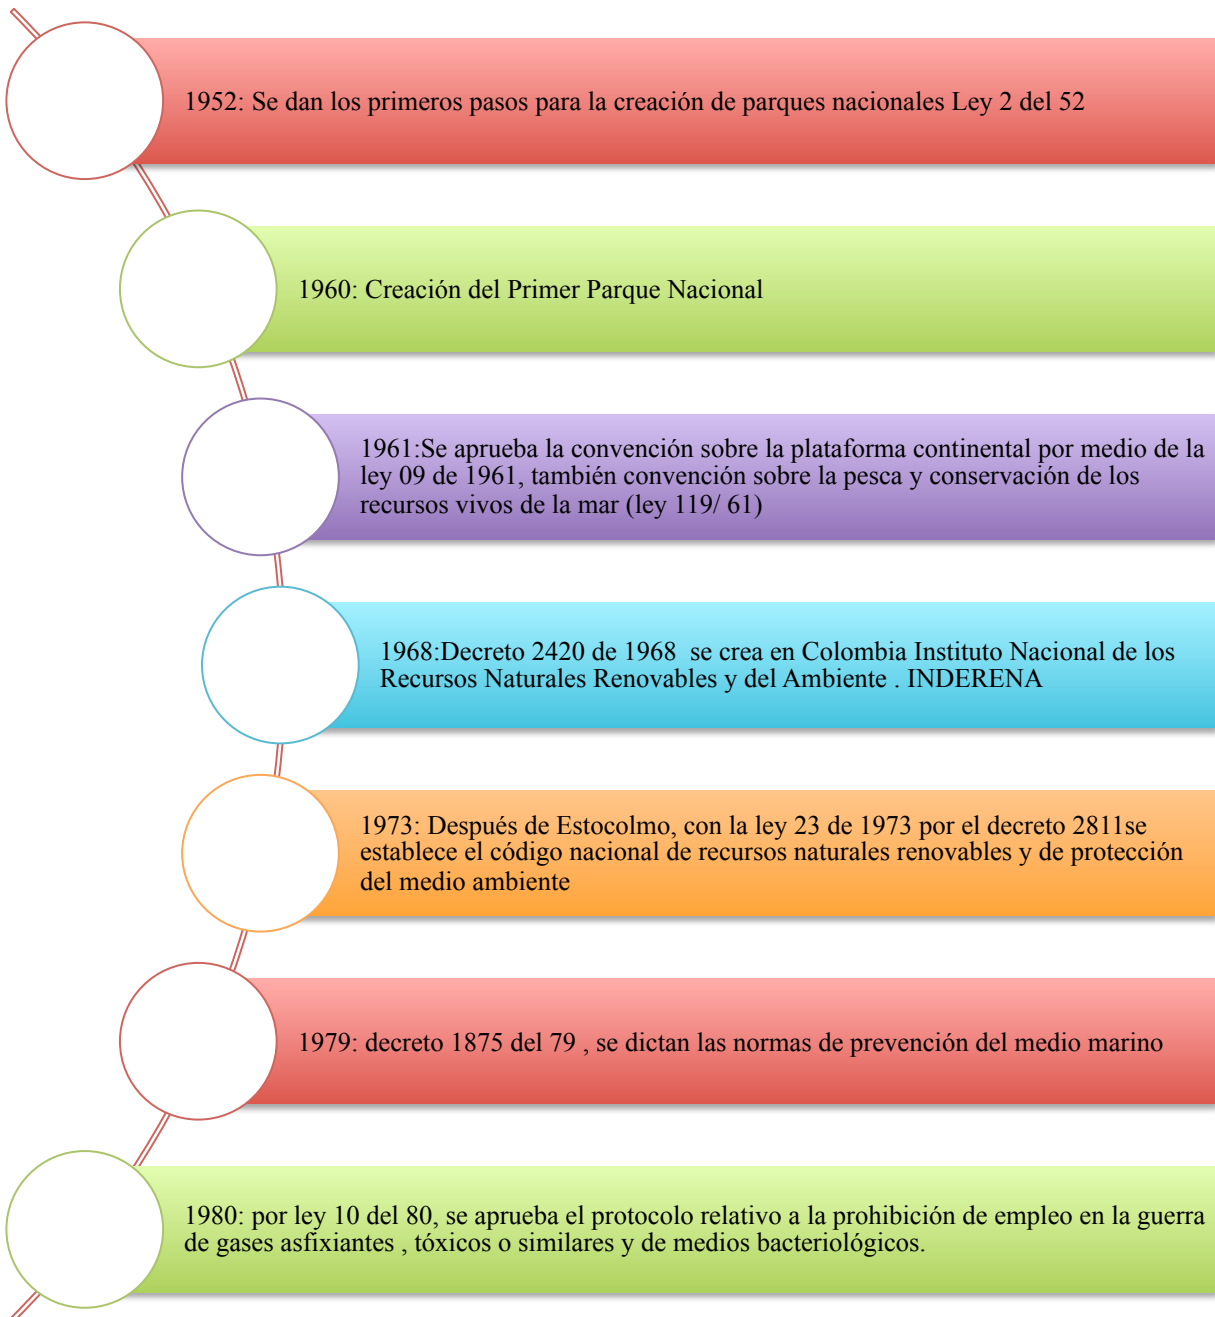 1952: Se dan los primeros pasos para la creación de parques nacionales Ley 2 del 52
1960: Creación del Primer Parque Nacional
1961:Se aprueba la convención sobre la plataforma continental por medio de la
ley 09 de 1961, también convención sobre la pesca y conservación de los
recursos vivos de la mar (ley 119/ 61)
1968:Decreto 2420 de 1968  se crea en Colombia Instituto Nacional de los
Recursos Naturales Renovables y del Ambiente . INDERENA
1973: Después de Estocolmo, con la ley 23 de 1973 por el decreto 2811se
establece el código nacional de recursos naturales renovables y de protección
del medio ambiente
1979: decreto 1875 del 79 , se dictan las normas de prevención del medio marino
1980: por ley 10 del 80, se aprueba el protocolo relativo a la prohibición de empleo en la guerra
de gases asfixiantes , tóxicos o similares y de medios bacteriológicos.